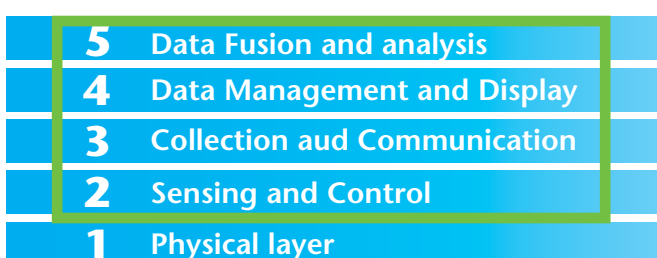 5 Data Fusion and analysis
4 Data Management and Display
3 Collection aud Communication
2 Sensing and Control
1 Physical layer